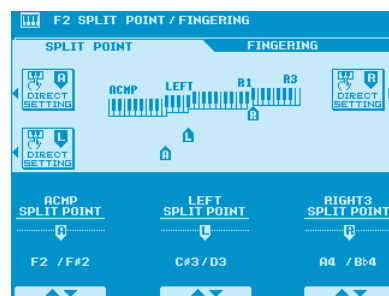 F2 SPLIT POINT/FINGERING
SPLIT POINT FINGERING
A
DIRECT
SETTING
ACMP LEFT R1 R3
R
DIRECT
SETTING
R
L
A
L
DIRECT
SETTING
ACMP
SPLIT POINT
A
F2 /F#2
LEFT
SPLIT POINT
L
C#3/D3
RIGHT3
SPLIT POINT
R
A4 /B♭4